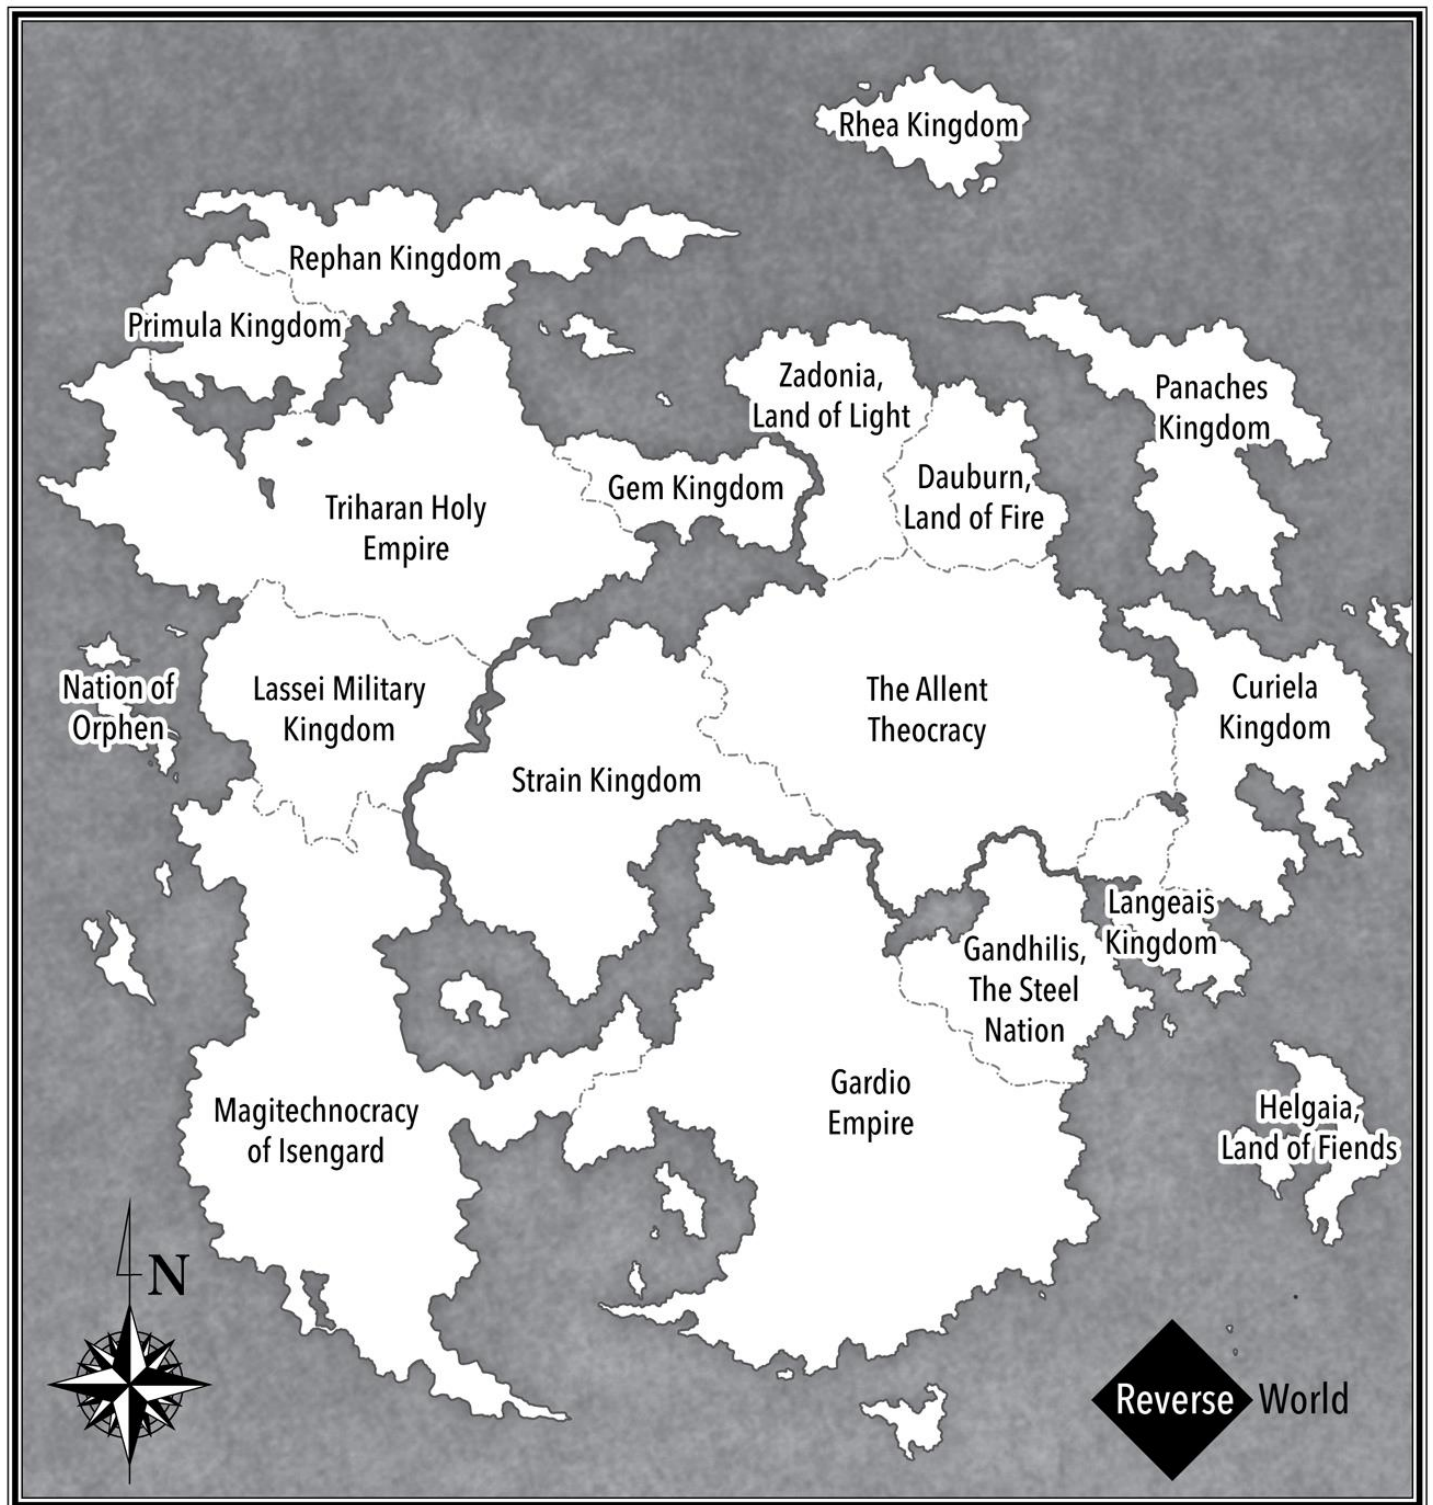 Rhea Kingdom
Rephan Kingdom
Primula Kingdom
Zadonia,
Land of Light
Panaches
Kingdom
Dauburn,
Land of Fire
Gem Kingdom
Triharan Holy
Empire
Nation of
Orphen
Lassei Military
Kingdom
The Allent
Theocracy
Curiela
Kingdom
Strain Kingdom
Langeais
Kingdom
Gandhilis,
The Steel
Nation
Gardio
Empire
Magitechnocracy
of Isengard
Helgaia,
Land of Fiends
N
Reverse World